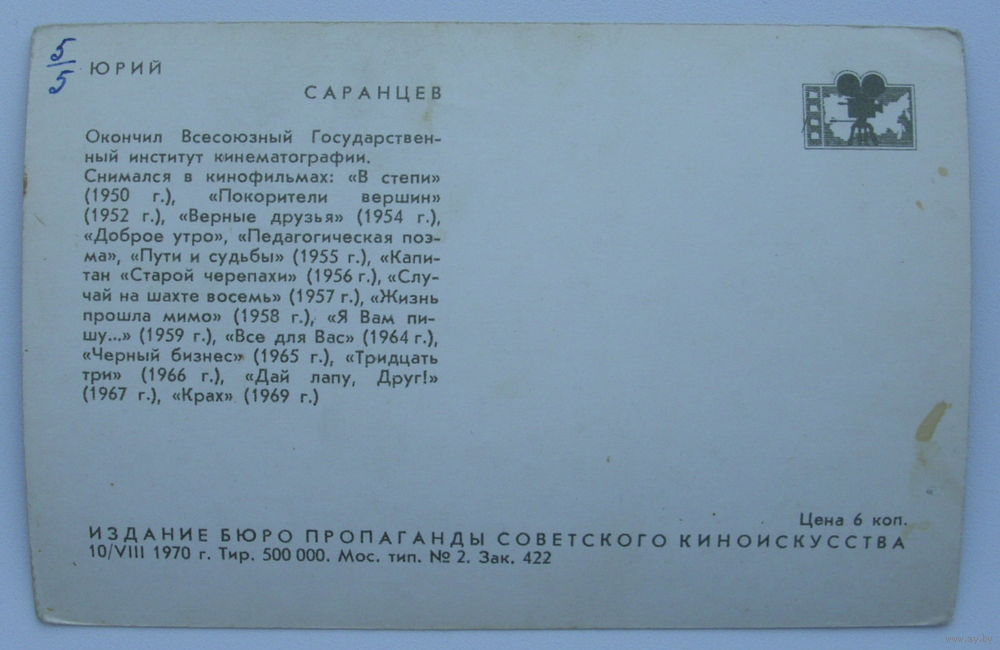 5
5
ЮРИЙ
САРАНЦЕВ
Окончил Всесоюзный Государствен-
ный институт кинематографии.
Снимался в кинофильмах: «В степи»
(1950 г.), «Покорители вершин»
(1952 г.), «Верные друзья» (1954 г.),
«Доброе утро», «Педагогическая поэ-
ма», «Пути и судьбы» (1955 г.), «Капи-
тан «Старой черепахи» (1956 г.), «Слу-
чай на шахте восемь» (1957 г.), «Жизнь
прошла мимо» (1958 г.), «Я Вам пи-
шу...» (1959 г.), «Все для Вас» (1964 г.),
«Черный бизнес» (1965 г.), «Тридцать
три» (1966 г.), «Дай лапу, Друг!»
(1967 г.), «Крах» (1969 г.)
Цена 6 коп.
ИЗДАНИЕ БЮРО ПРОПАГАНДЫ СОВЕТСКОГО КИНОИСКУССТВА
10/VIII 1970 г. Тир. 500 000. Мос. тип. № 2. Зак. 422
www.ay.by